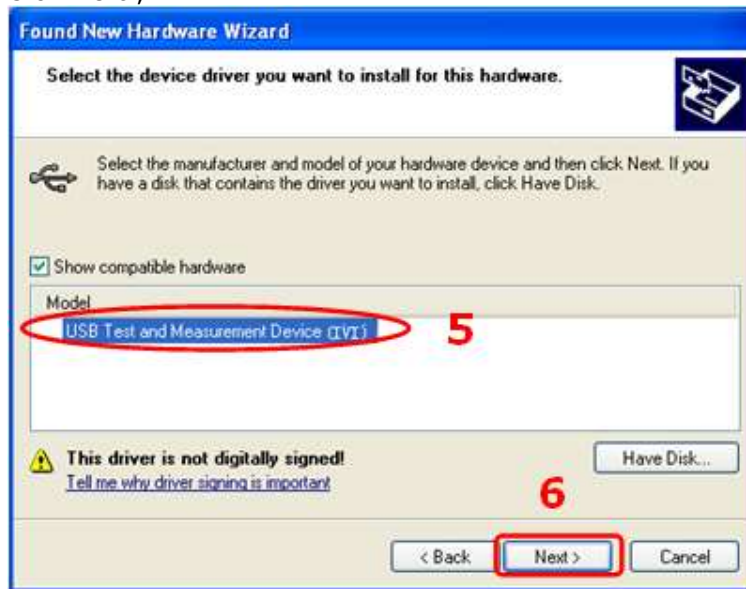 Found New Hardware Wizard
Select the device driver you want to install for this hardware.
Select the manufacturer and model of your hardware device and then click Next. If you
have a disk that contains the driver you want to install, click Have Disk.
Show compatible hardware
Model
USB Test and Measurement Device
5
This driver is not digitally signed!
Have Disk...
Tell me why driver signing is important
6
< Back
Next >
Cancel